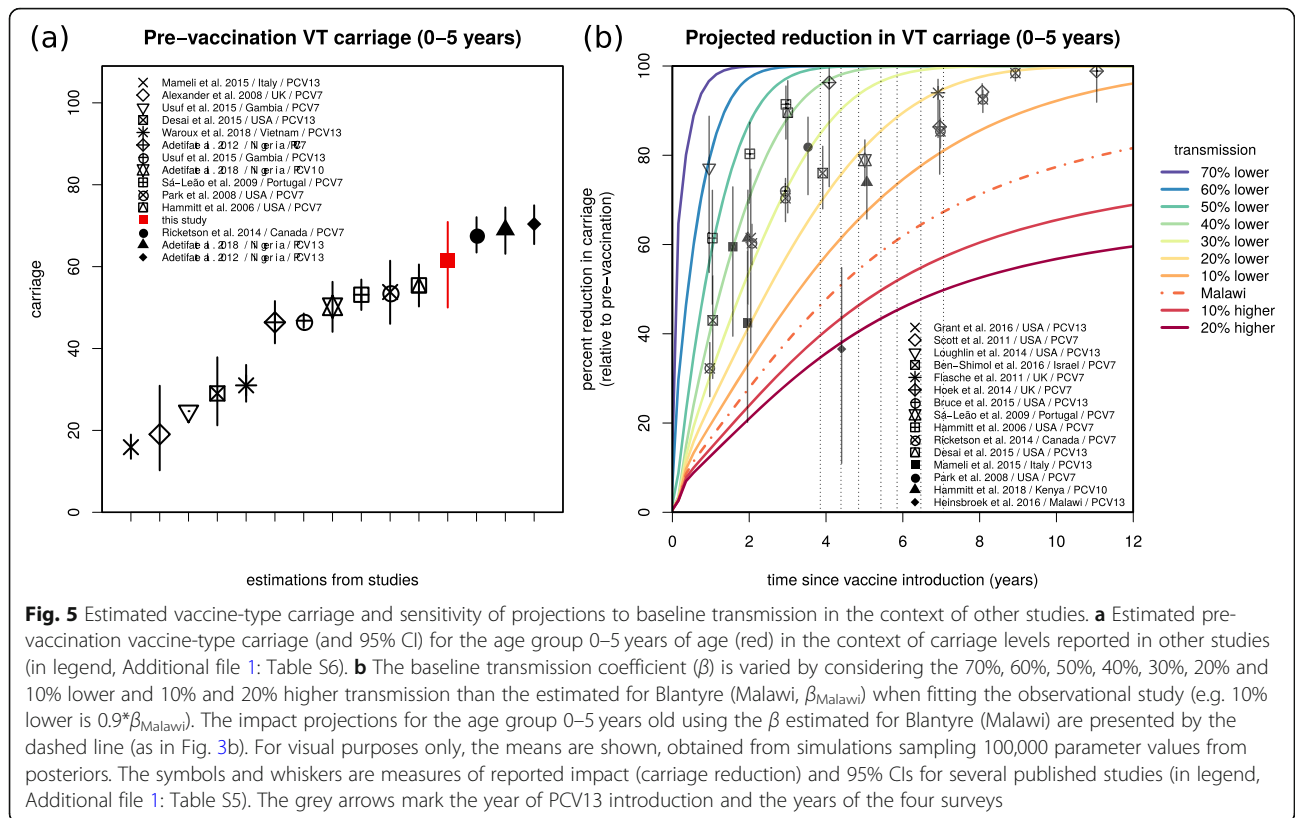 (a)
Pre−vaccination VT carriage (0−5 years)
Mameli et al. 2015 / Italy / PCV13
Alexander et al. 2008 / UK / PCV7
Usuf et al. 2015 / Gambia / PCV7
Desai et al. 2015 / USA / PCV13
Waroux et al. 2018 / Vietnam / PCV13
2012 /
Usuf et al. 2015 / Gambia / PCV13
2018 / PCV10
Sá−Leão et al. 2009 / Portugal / PCV7
Park et al. 2008 / USA / PCV7
Hammitt et al. 2006 / USA / PCV7
this study
Ricketson et al. 2014 / Canada / PCV7
2018 / PCV13
2012 / PCV13
carriage
100
80
60
40
20
0
estimations from studies
(b)
Projected reduction in VT carriage (0−5 years)
percent reduction in carriage
(relative to pre−vaccination)
100
80
60
40
20
0
Grant et al. 2016 / USA / PCV13
Scott et al. 2011 / USA / PCV7
Loughlin et al. 2014 / USA / PCV13
Ben−Shimol et al. 2016 / Israel / PCV7
Flasche et al. 2011 / UK / PCV7
Hoek et al. 2014 / UK / PCV7
Bruce et al. 2015 / USA / PCV13
Sá−Leão et al. 2009 / Portugal / PCV7
Hammitt et al. 2006 / USA / PCV7
Ricketson et al. 2014 / Canada / PCV7
Desai et al. 2015 / USA / PCV13
Mameli et al. 2015 / Italy / PCV13
Park et al. 2008 / USA / PCV7
Hammitt et al. 2018 / Kenya / PCV10
Heinsbroek et al. 2016 / Malawi / PCV13
0 2 4 6 8 10 12
time since vaccine introduction (years)
transmission
70% lower
60% lower
50% lower
40% lower
30% lower
20% lower
10% lower
Malawi
10% higher
20% higher
Fig. 5 Estimated vaccine-type carriage and sensitivity of projections to baseline transmission in the context of other studies. a Estimated pre-
vaccination vaccine-type carriage (and 95% CI) for the age group 0–5 years of age (red) in the context of carriage levels reported in other studies
(in legend, Additional file 1: Table S6). b The baseline transmission coefficient (β) is varied by considering the 70%, 60%, 50%, 40%, 30%, 20% and
10% lower and 10% and 20% higher transmission than the estimated for Blantyre (Malawi, βMalawi) when fitting the observational study (e.g. 10%
lower is 0.9*βMalawi). The impact projections for the age group 0–5 years old using the β estimated for Blantyre (Malawi) are presented by the
dashed line (as in Fig. 3b). For visual purposes only, the means are shown, obtained from simulations sampling 100,000 parameter values from
posteriors. The symbols and whiskers are measures of reported impact (carriage reduction) and 95% CIs for several published studies (in legend,
Additional file 1: Table S5). The grey arrows mark the year of PCV13 introduction and the years of the four surveys